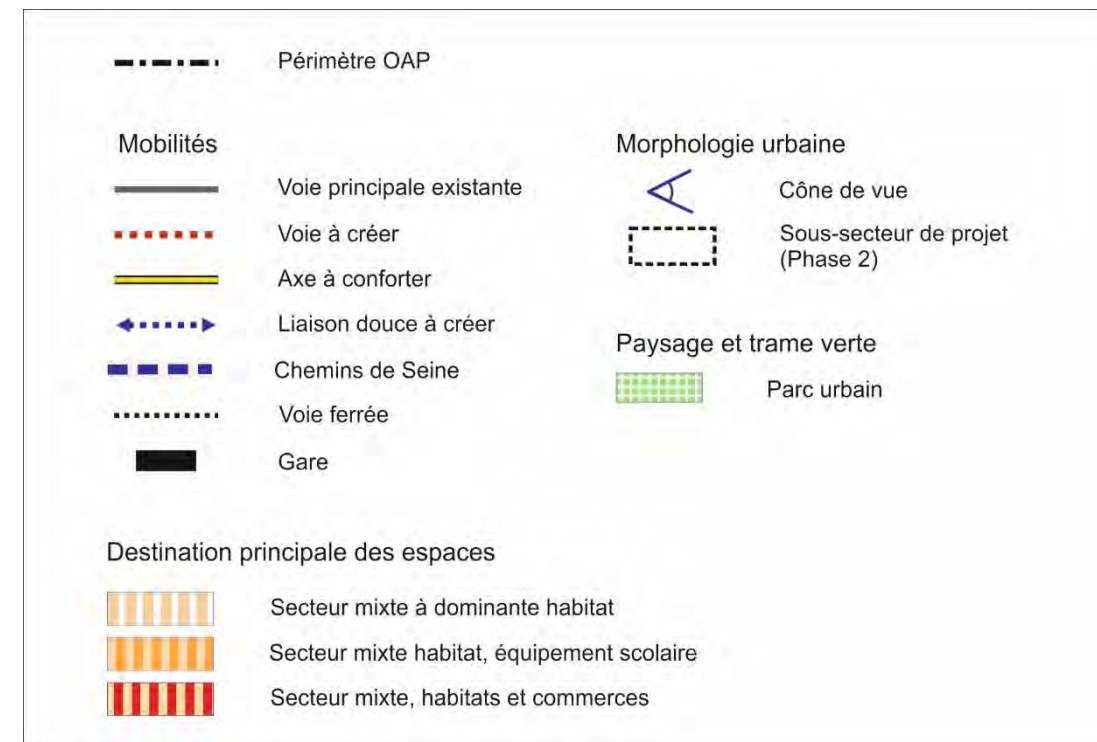 Périmètre OAP
Mobilités
Voie principale existante
Voie à créer
Axe à conforter
Liaison douce à créer
Chemins de Seine
Voie ferrée
Gare
Morphologie urbaine
Cône de vue
Sous-secteur de projet
(Phase 2)
Paysage et trame verte
Parc urbain
Destination principale des espaces
Secteur mixte à dominante habitat
Secteur mixte habitat, équipement scolaire
Secteur mixte, habitats et commerces